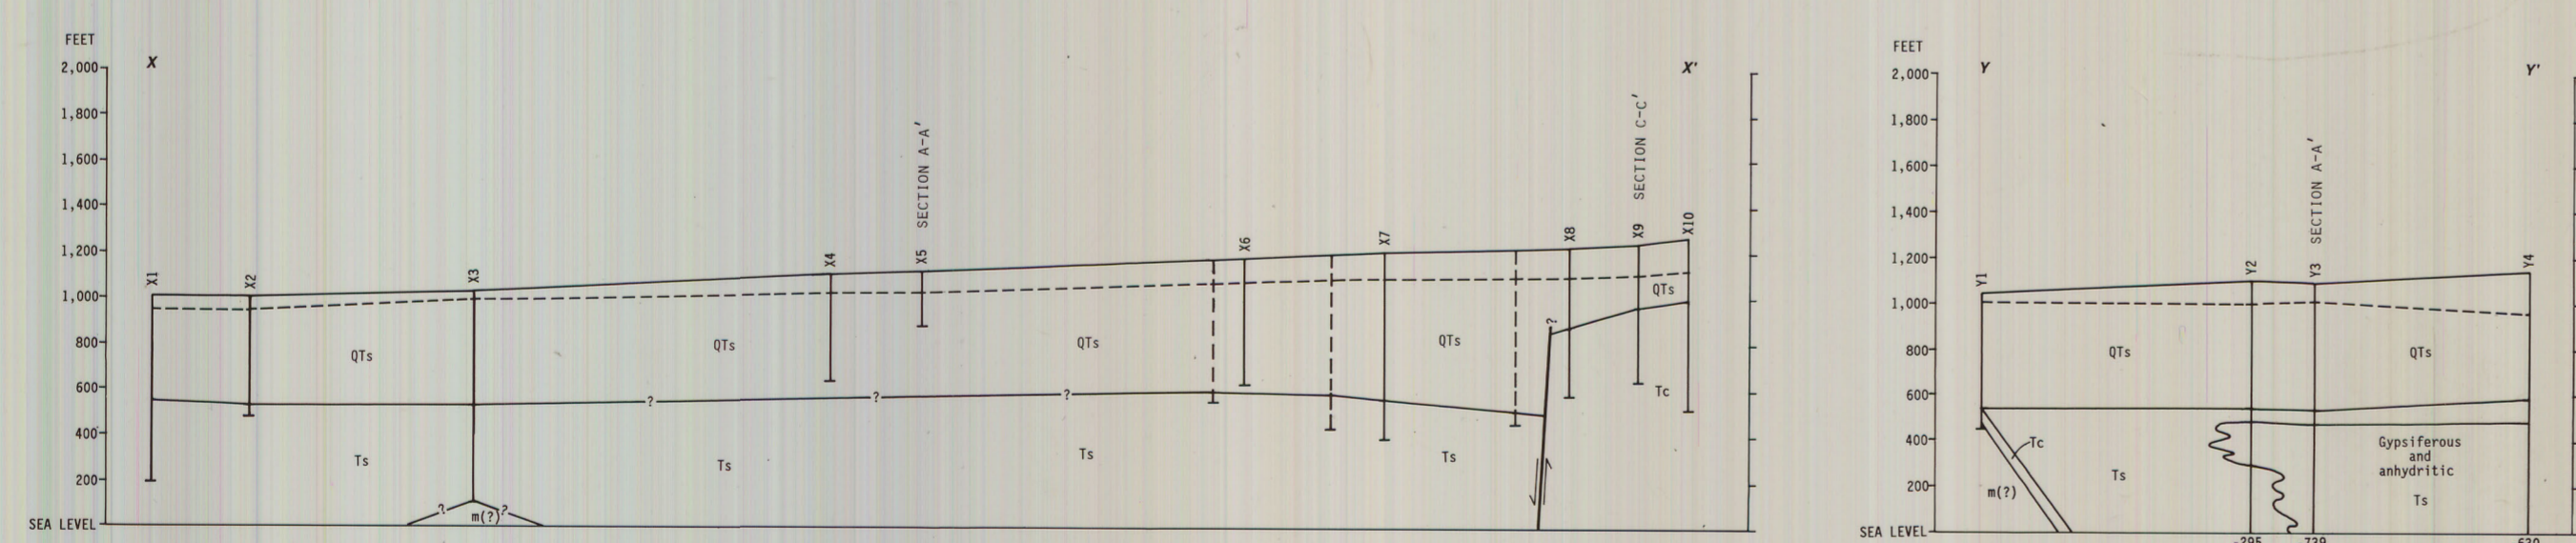 FEET
2,000
1,800
1,600
1,400
1,200
1,000
800
600
400
200
SEA LEVEL
X
X'
X1
X2
X3
X4
X5 SECTION A-A'
X6
X7
X8
X9 SECTION C-C'
X10
QTs
QTs
QTs
QTs
QTs
?
?
?
?
Ts
Ts
Ts
Ts
Tc
? m(?) ?
FEET
2,000
1,800
1,600
1,400
1,200
1,000
800
600
400
200
SEA LEVEL
Y
Y'
Y1
Y2
Y3 SECTION A-A'
Y4
QTs
QTs
Tc
m(?)
Ts
Gypsiferous
and
anhydritic
Ts
-295
739
630